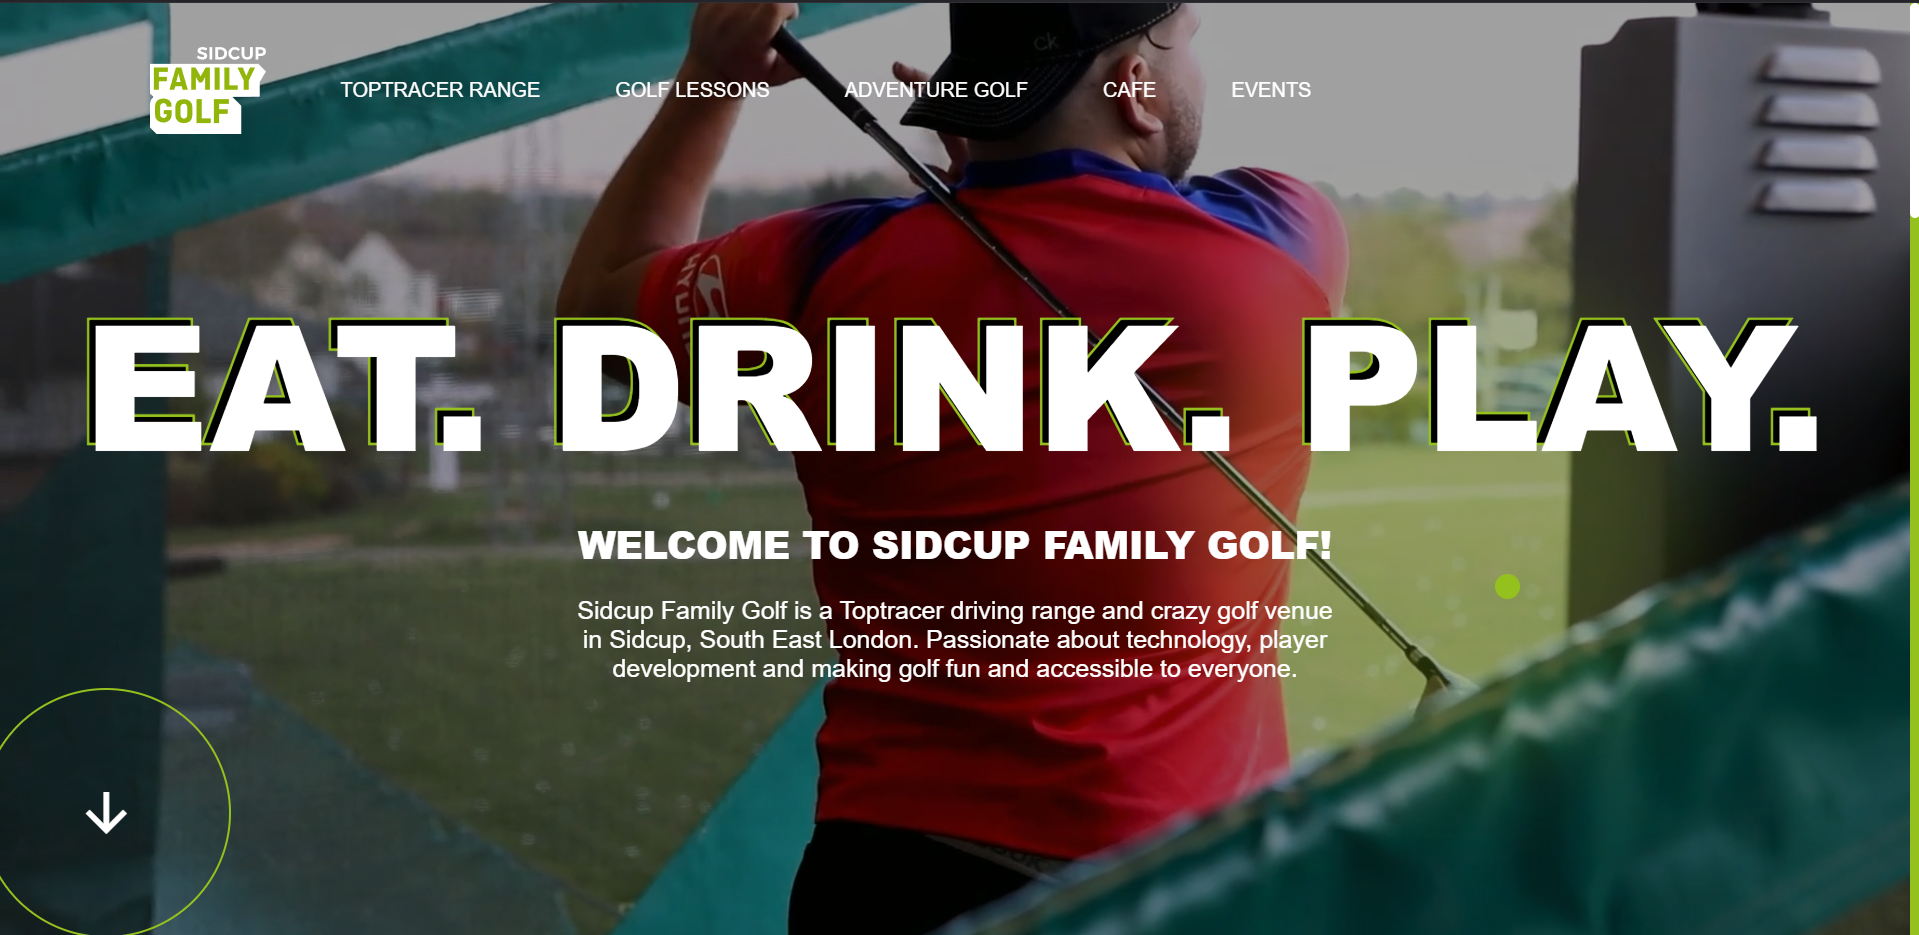 SIDCUP
FAMILY
GOLF
TOPTRACER RANGE
GOLF LESSONS
ADVENTURE GOLF
CAFE
EVENTS
ck
EAT. DRINK. PLAY.
WELCOME TO SIDCUP FAMILY GOLF!
Sidcup Family Golf is a Toptracer driving range and crazy golf venue
in Sidcup, South East London. Passionate about technology, player
development and making golf fun and accessible to everyone.